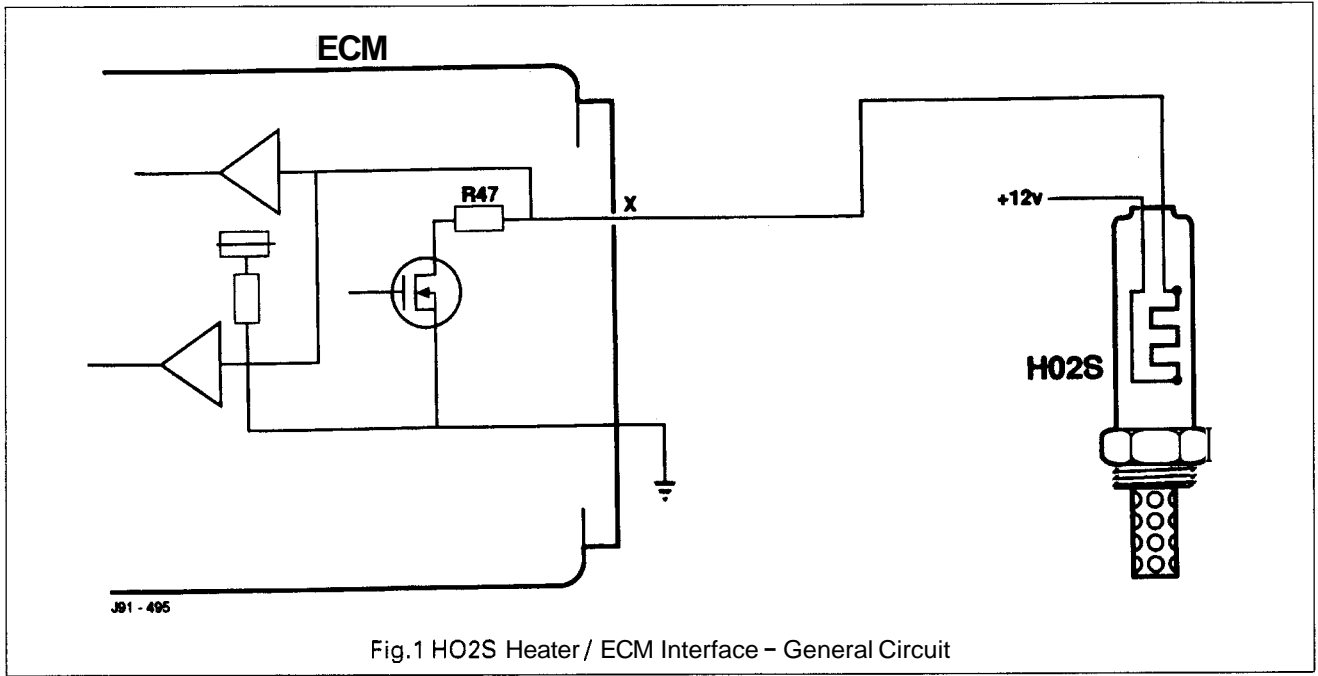 ECM
R47
X
+12v
H02S
J91 - 495
Fig.1 HO2S Heater / ECM Interface – General Circuit